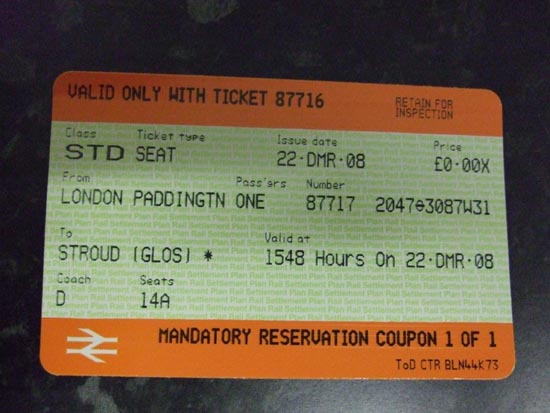 VALID ONLY WITH TICKET 87716
RETAIN FOR
INSPECTION
Class Ticket type Issue date Price
STD SEAT 22·DMR·08 £0·00X
From Pass'grs Number
LONDON PADDINGTN ONE 87717 2047⊖3087W31
To Valid at
STROUD (GLOS) * 1548 Hours On 22·DMR·08
Coach Seats
D 14A
MANDATORY RESERVATION COUPON 1 OF 1
ToD CTR BLN44K73